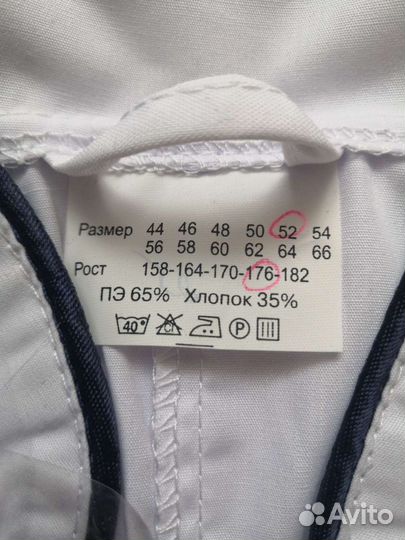 Размер 44 46 48 50 52 54
56 58 60 62 64 66
Рост 158-164-170-176-182
ПЭ 65% Хлопок 35%
40° Cl P
Avito